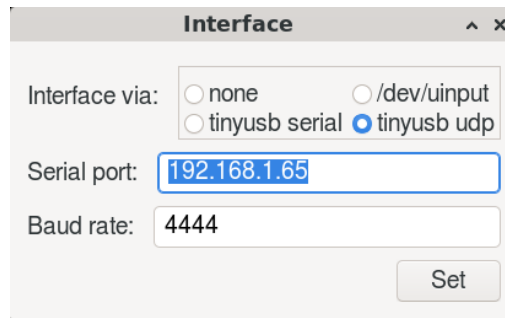 Interface
Interface via:
none
/dev/uinput
tinyusb serial
tinyusb udp
Serial port:
192.168.1.65
Baud rate:
4444
Set